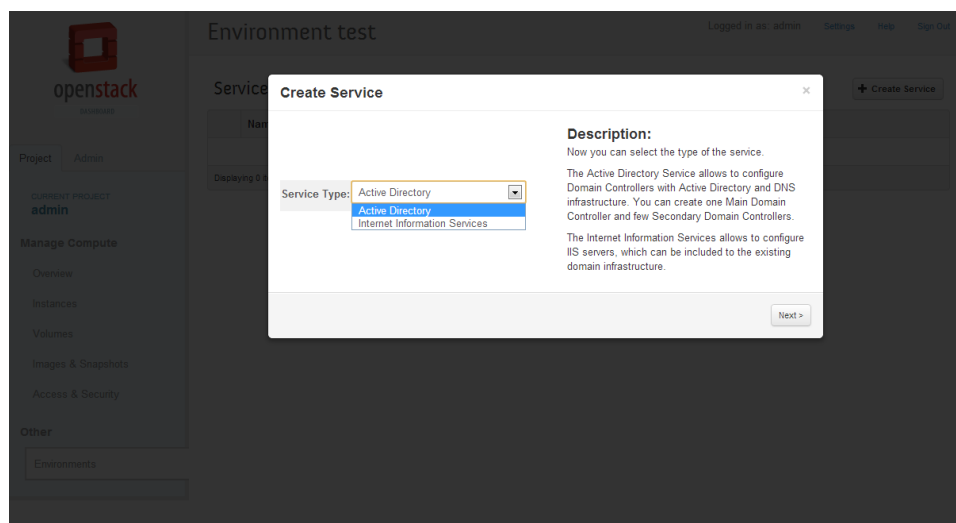 Environment test
Logged in as: admin Settings Help Sign Out
openstack
DASHBOARD
Project Admin
CURRENT PROJECT
admin
Manage Compute
Overview
Instances
Volumes
Images & Snapshots
Access & Security
Other
Environments
Service
+ Create Service
Nam
Displaying 0 it
Create Service ×
Service Type: Active Directory
Active Directory
Internet Information Services
Description:
Now you can select the type of the service.
The Active Directory Service allows to configure
Domain Controllers with Active Directory and DNS
infrastructure. You can create one Main Domain
Controller and few Secondary Domain Controllers.
The Internet Information Services allows to configure
IIS servers, which can be included to the existing
domain infrastructure.
Next >